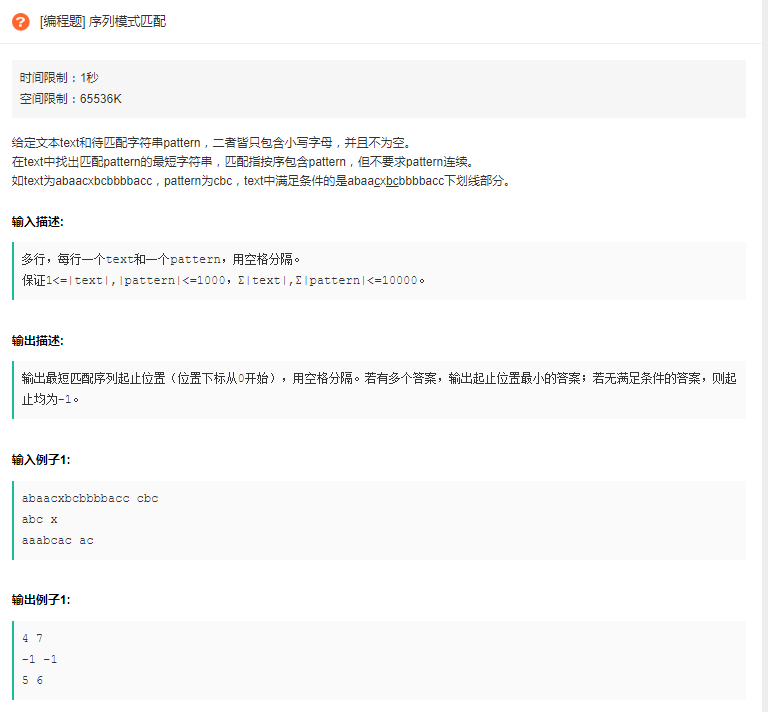 ?
[编程题] 序列模式匹配
时间限制：1秒
空间限制：65536K
给定文本text和待匹配字符串pattern，二者皆只包含小写字母，并且不为空。
在text中找出匹配pattern的最短字符串，匹配指按序包含pattern，但不要求pattern连续。
如text为abaacxbcbbbbacc，pattern为cbc，text中满足条件的是abaacxbcbbbbacc下划线部分。
输入描述:
多行，每行一个text和一个pattern，用空格分隔。
保证1<=|text|,|pattern|<=1000，Σ|text|,Σ|pattern|<=10000。
输出描述:
输出最短匹配序列起止位置（位置下标从0开始），用空格分隔。若有多个答案，输出起止位置最小的答案；若无满足条件的答案，则起
止均为-1。
输入例子1:
abaacxbcbbbbacc cbc
abc x
aaabcac ac
输出例子1:
4 7
-1 -1
5 6